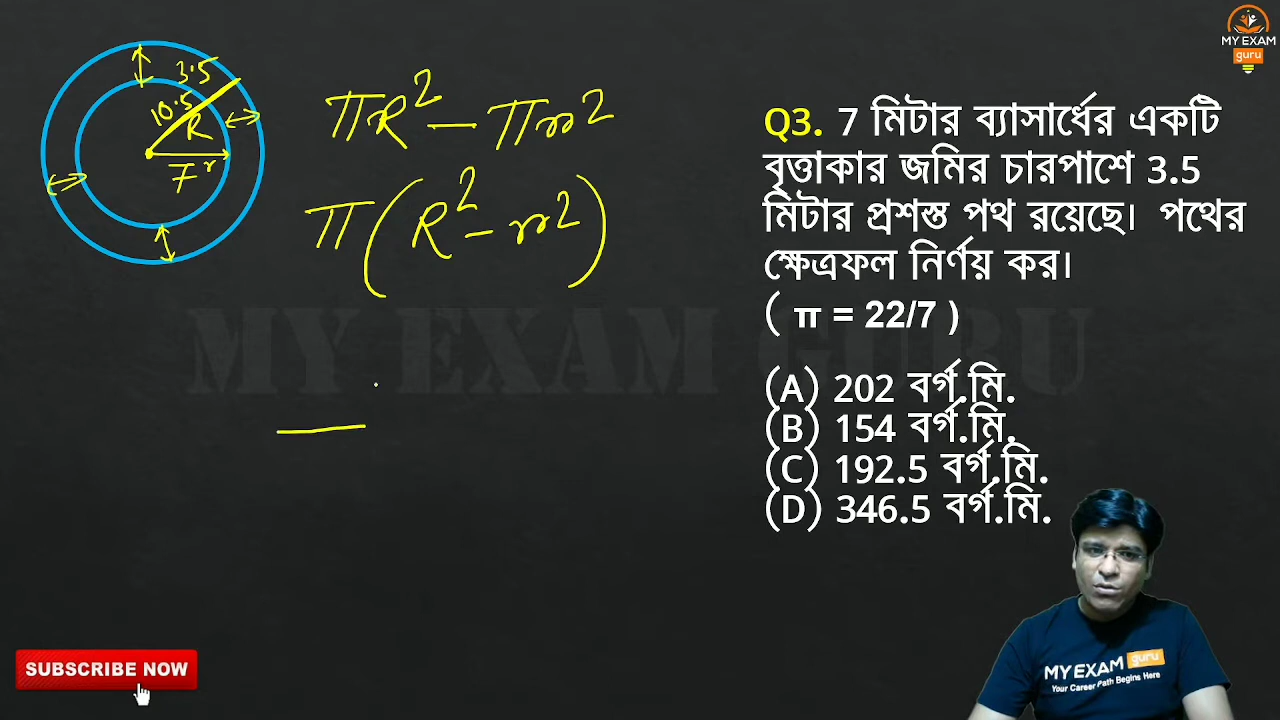 3.5
10.5
R
7 r
πR² - πr²
π(R² - r²)
MY EXAM
guru
Q3. 7 মিটার ব্যাসার্ধের একটি
বৃত্তাকার জমির চারপাশে 3.5
মিটার প্রশস্ত পথ রয়েছে। পথের
ক্ষেত্রফল নির্ণয় কর।
( π = 22/7 )
(A) 202 বর্গ.মি.
(B) 154 বর্গ.মি.
(C) 192.5 বর্গ.মি.
(D) 346.5 বর্গ.মি.
MY EXAM GURU
SUBSCRIBE NOW
MY EXAM guru
Your Career Path Begins Here